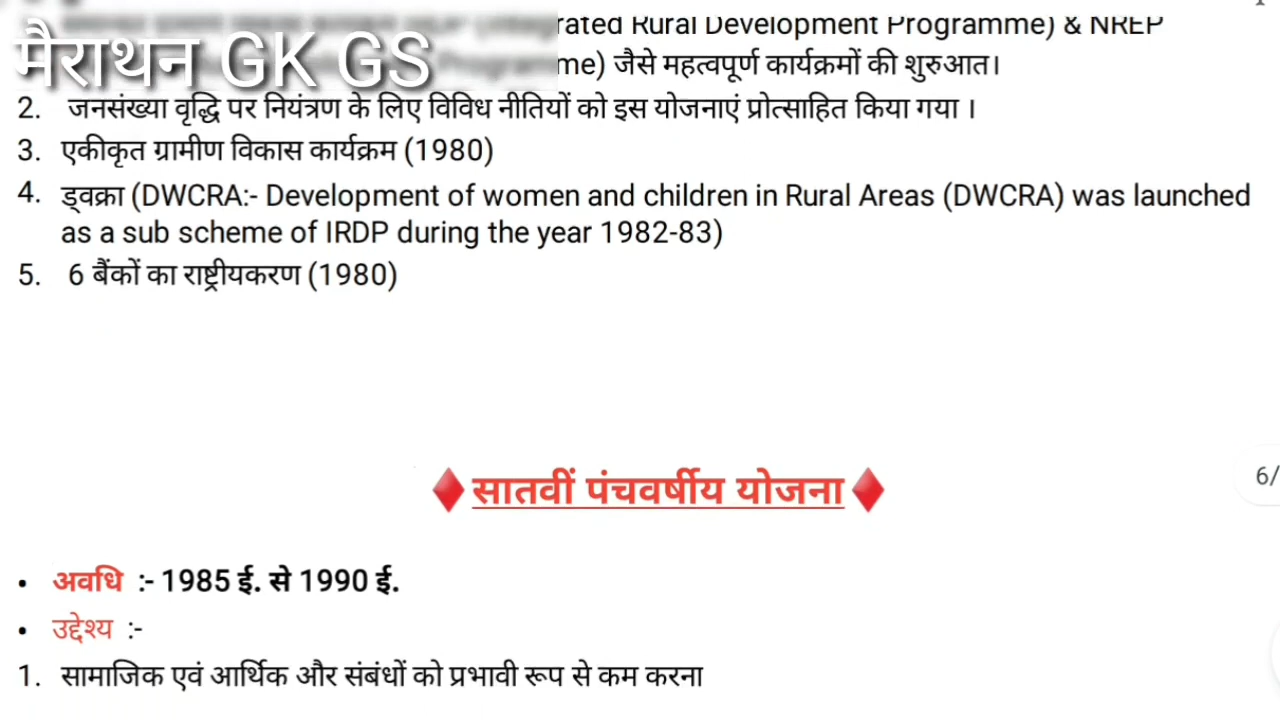 rated Rural Development Programme) & NREP
मैराथन GK GS
me) जैसे महत्वपूर्ण कार्यक्रमों की शुरुआत।
2. जनसंख्या वृद्धि पर नियंत्रण के लिए विविध नीतियों को इस योजनाएं प्रोत्साहित किया गया ।
3. एकीकृत ग्रामीण विकास कार्यक्रम (1980)
4. ड्वक्रा (DWCRA:- Development of women and children in Rural Areas (DWCRA) was launched
as a sub scheme of IRDP during the year 1982-83)
5. 6 बैंकों का राष्ट्रीयकरण (1980)
♦सातवीं पंचवर्षीय योजना♦
6/
• अवधि :- 1985 ई. से 1990 ई.
• उद्देश्य :-
1. सामाजिक एवं आर्थिक और संबंधों को प्रभावी रूप से कम करना